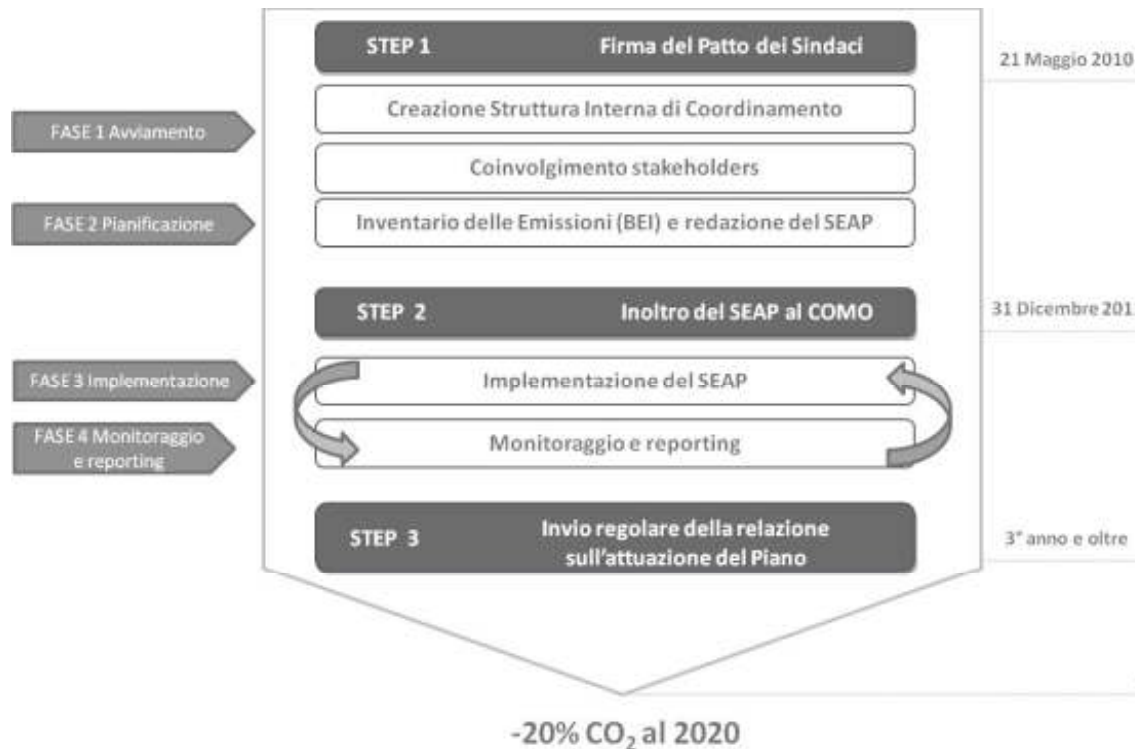 STEP 1 Firma del Patto dei Sindaci
21 Maggio 2010
Creazione Struttura Interna di Coordinamento
FASE 1 Avviamento
Coinvolgimento stakeholders
FASE 2 Pianificazione
Inventario delle Emissioni (BEI) e redazione del SEAP
STEP 2 Inoltro del SEAP al COMO
31 Dicembre 201
FASE 3 Implementazione
Implementazione del SEAP
FASE 4 Monitoraggio
e reporting
Monitoraggio e reporting
STEP 3
Invio regolare della relazione
sull'attuazione del Piano
3° anno e oltre
-20% CO₂ al 2020